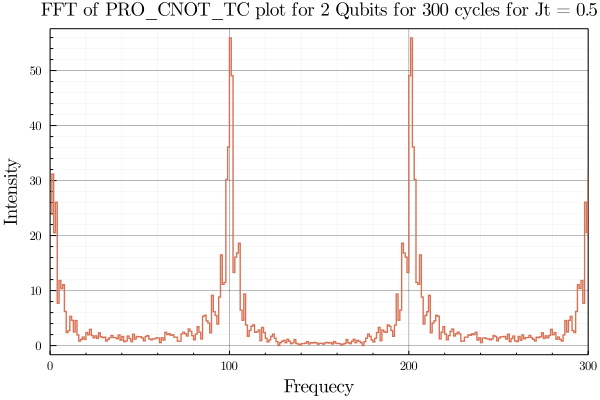 FFT of PRO_CNOT_TC plot for 2 Qubits for 300 cycles for Jt = 0.5
Intensity
50
40
30
20
10
0
0 100 200 300
Frequecy